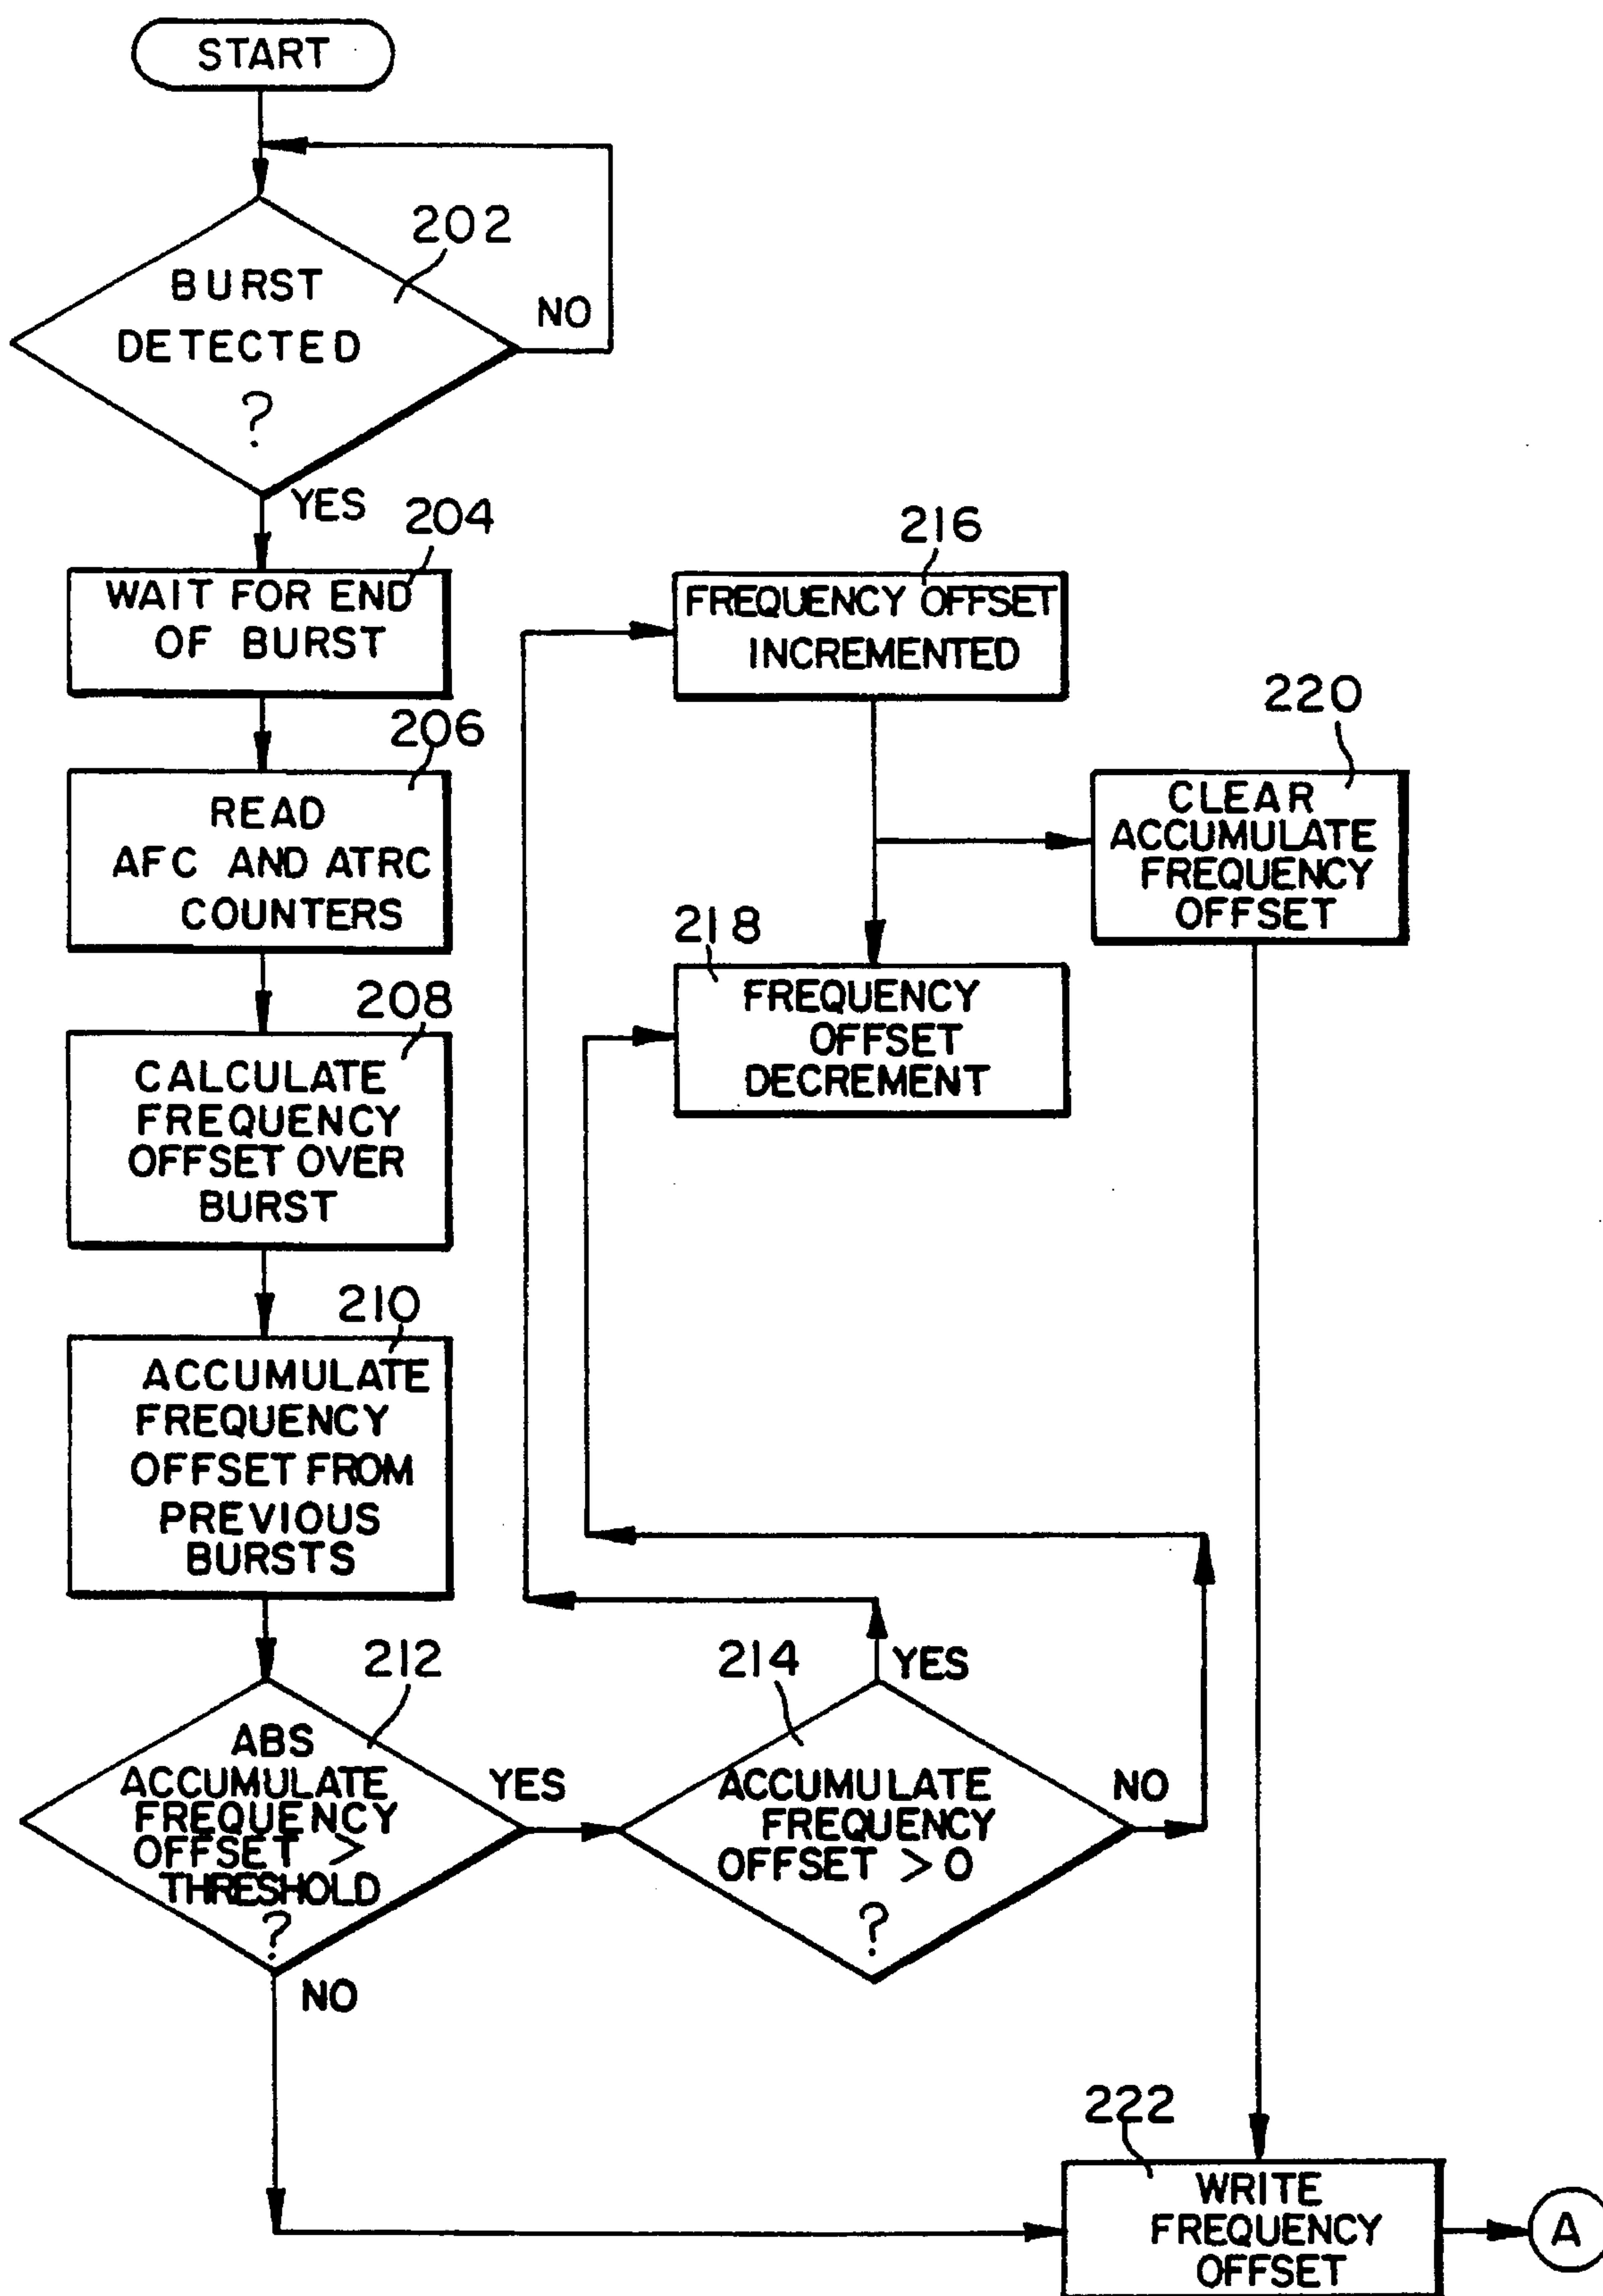 START
202
BURST
DETECTED
?
NO
YES
204
WAIT FOR END
OF BURST
206
READ
AFC AND ATRC
COUNTERS
208
CALCULATE
FREQUENCY
OFFSET OVER
BURST
210
ACCUMULATE
FREQUENCY
OFFSET FROM
PREVIOUS
BURSTS
212
ABS
ACCUMULATE
FREQUENCY
OFFSET >
THRESHOLD
?
YES
NO
214
ACCUMULATE
FREQUENCY
OFFSET > 0
?
YES
NO
216
FREQUENCY OFFSET
INCREMENTED
218
FREQUENCY
OFFSET
DECREMENT
220
CLEAR
ACCUMULATE
FREQUENCY
OFFSET
222
WRITE
FREQUENCY
OFFSET
A